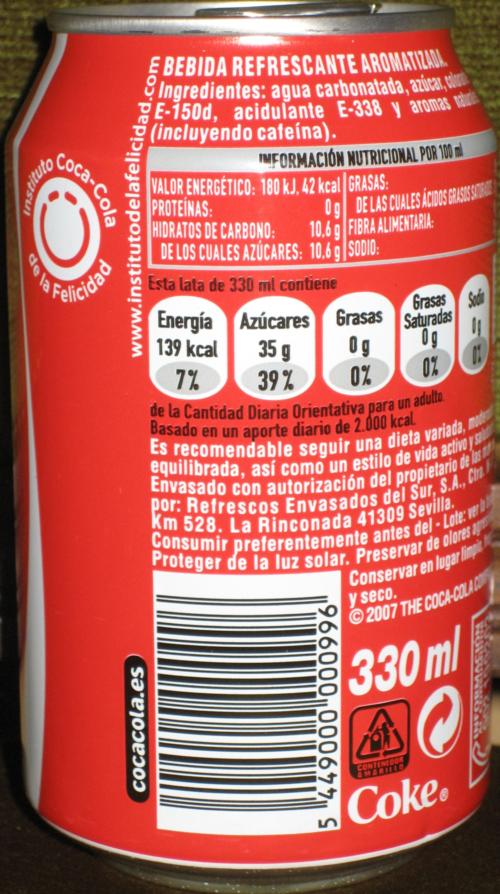 Instituto Coca-Cola
de la Felicidad
www.institutodelafelicidad.com
BEBIDA REFRESCANTE AROMATIZADA.
Ingredientes: agua carbonatada, azúcar,
E-150d, acidulante E-338 y aromas
(incluyendo cafeína).
INFORMACIÓN NUTRICIONAL POR 100 ml
VALOR ENERGÉTICO: 180 kJ, 42 kcal
PROTEÍNAS: 0 g
HIDRATOS DE CARBONO: 10,6 g
DE LOS CUALES AZÚCARES: 10,6 g
GRASAS:
DE LAS CUALES ÁCIDOS GRASOS
FIBRA ALIMENTARIA:
SODIO:
Esta lata de 330 ml contiene
Energía 139 kcal 7%
Azúcares 35 g 39%
Grasas 0 g 0%
Grasas Saturadas 0 g 0%
Sodio 0 g 0%
de la Cantidad Diaria Orientativa para un adulto.
Basado en un aporte diario de 2.000 kcal.
Es recomendable seguir una dieta variada,
equilibrada, así como un estilo de vida activo y
Envasado con autorización del propietario de las
por: Refrescos Envasados del Sur, S.A., Ctra.
Km 528. La Rinconada 41309 Sevilla.
Consumir preferentemente antes del - Lote: ver
Proteger de la luz solar. Preservar de olores
Conservar en lugar limpio,
y seco.
© 2007 THE COCA-COLA
330 ml
CONTENEDOR
AMARILLO
Coke®
cocacola.es
5 449000 000996